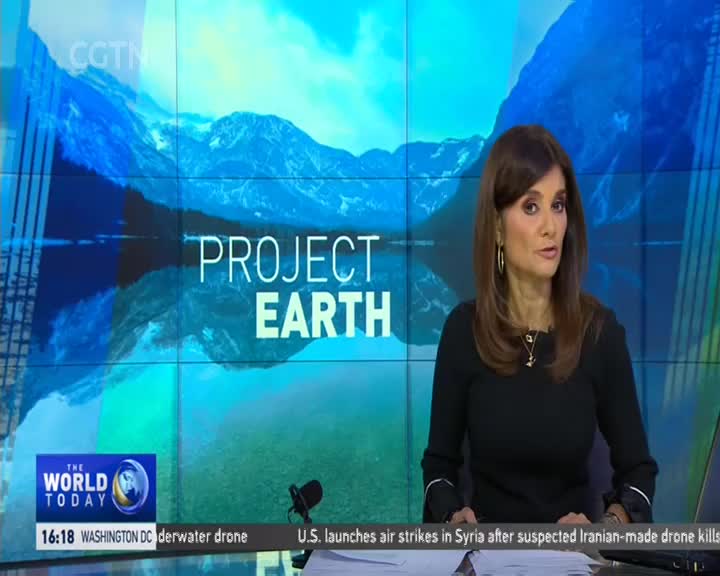 CGTN
PROJECT
EARTH
THE
WORLD
TODAY
16:18 WASHINGTON DC derwater drone U.S. launches air strikes in Syria after suspected Iranian-made drone kills